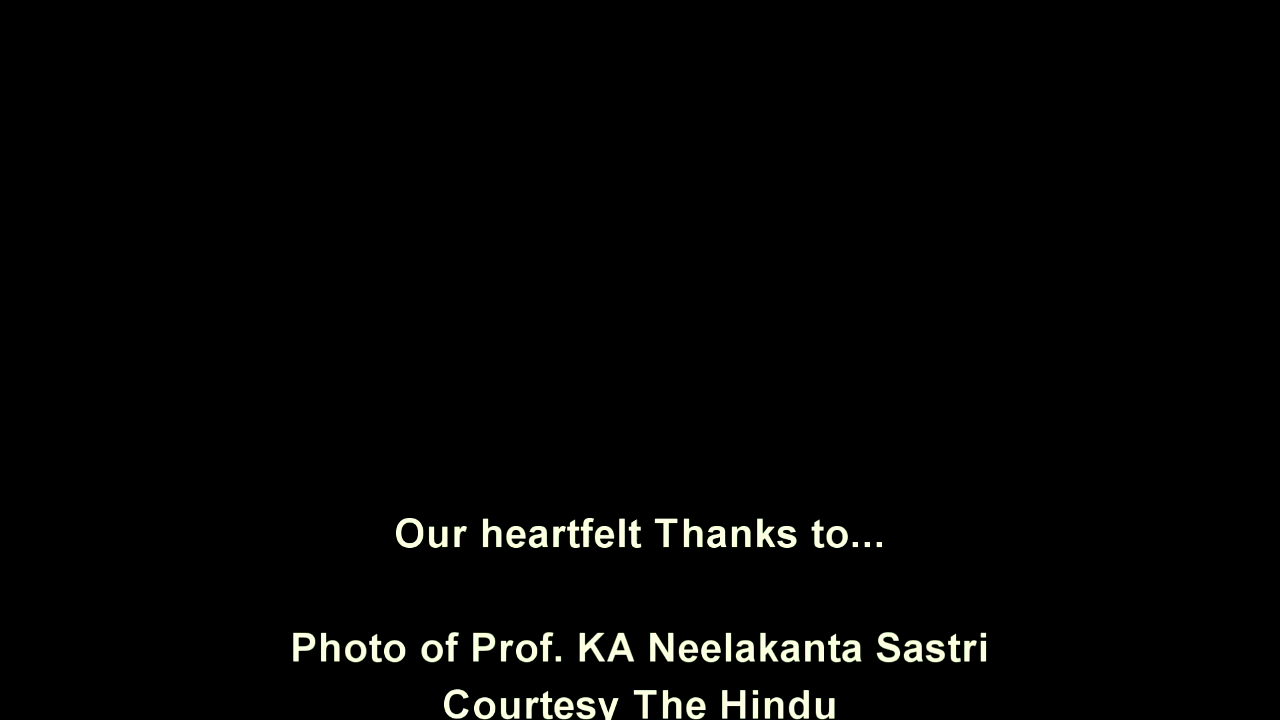 Our heartfelt Thanks to...
Photo of Prof. KA Neelakanta Sastri
Courtesy The Hindu